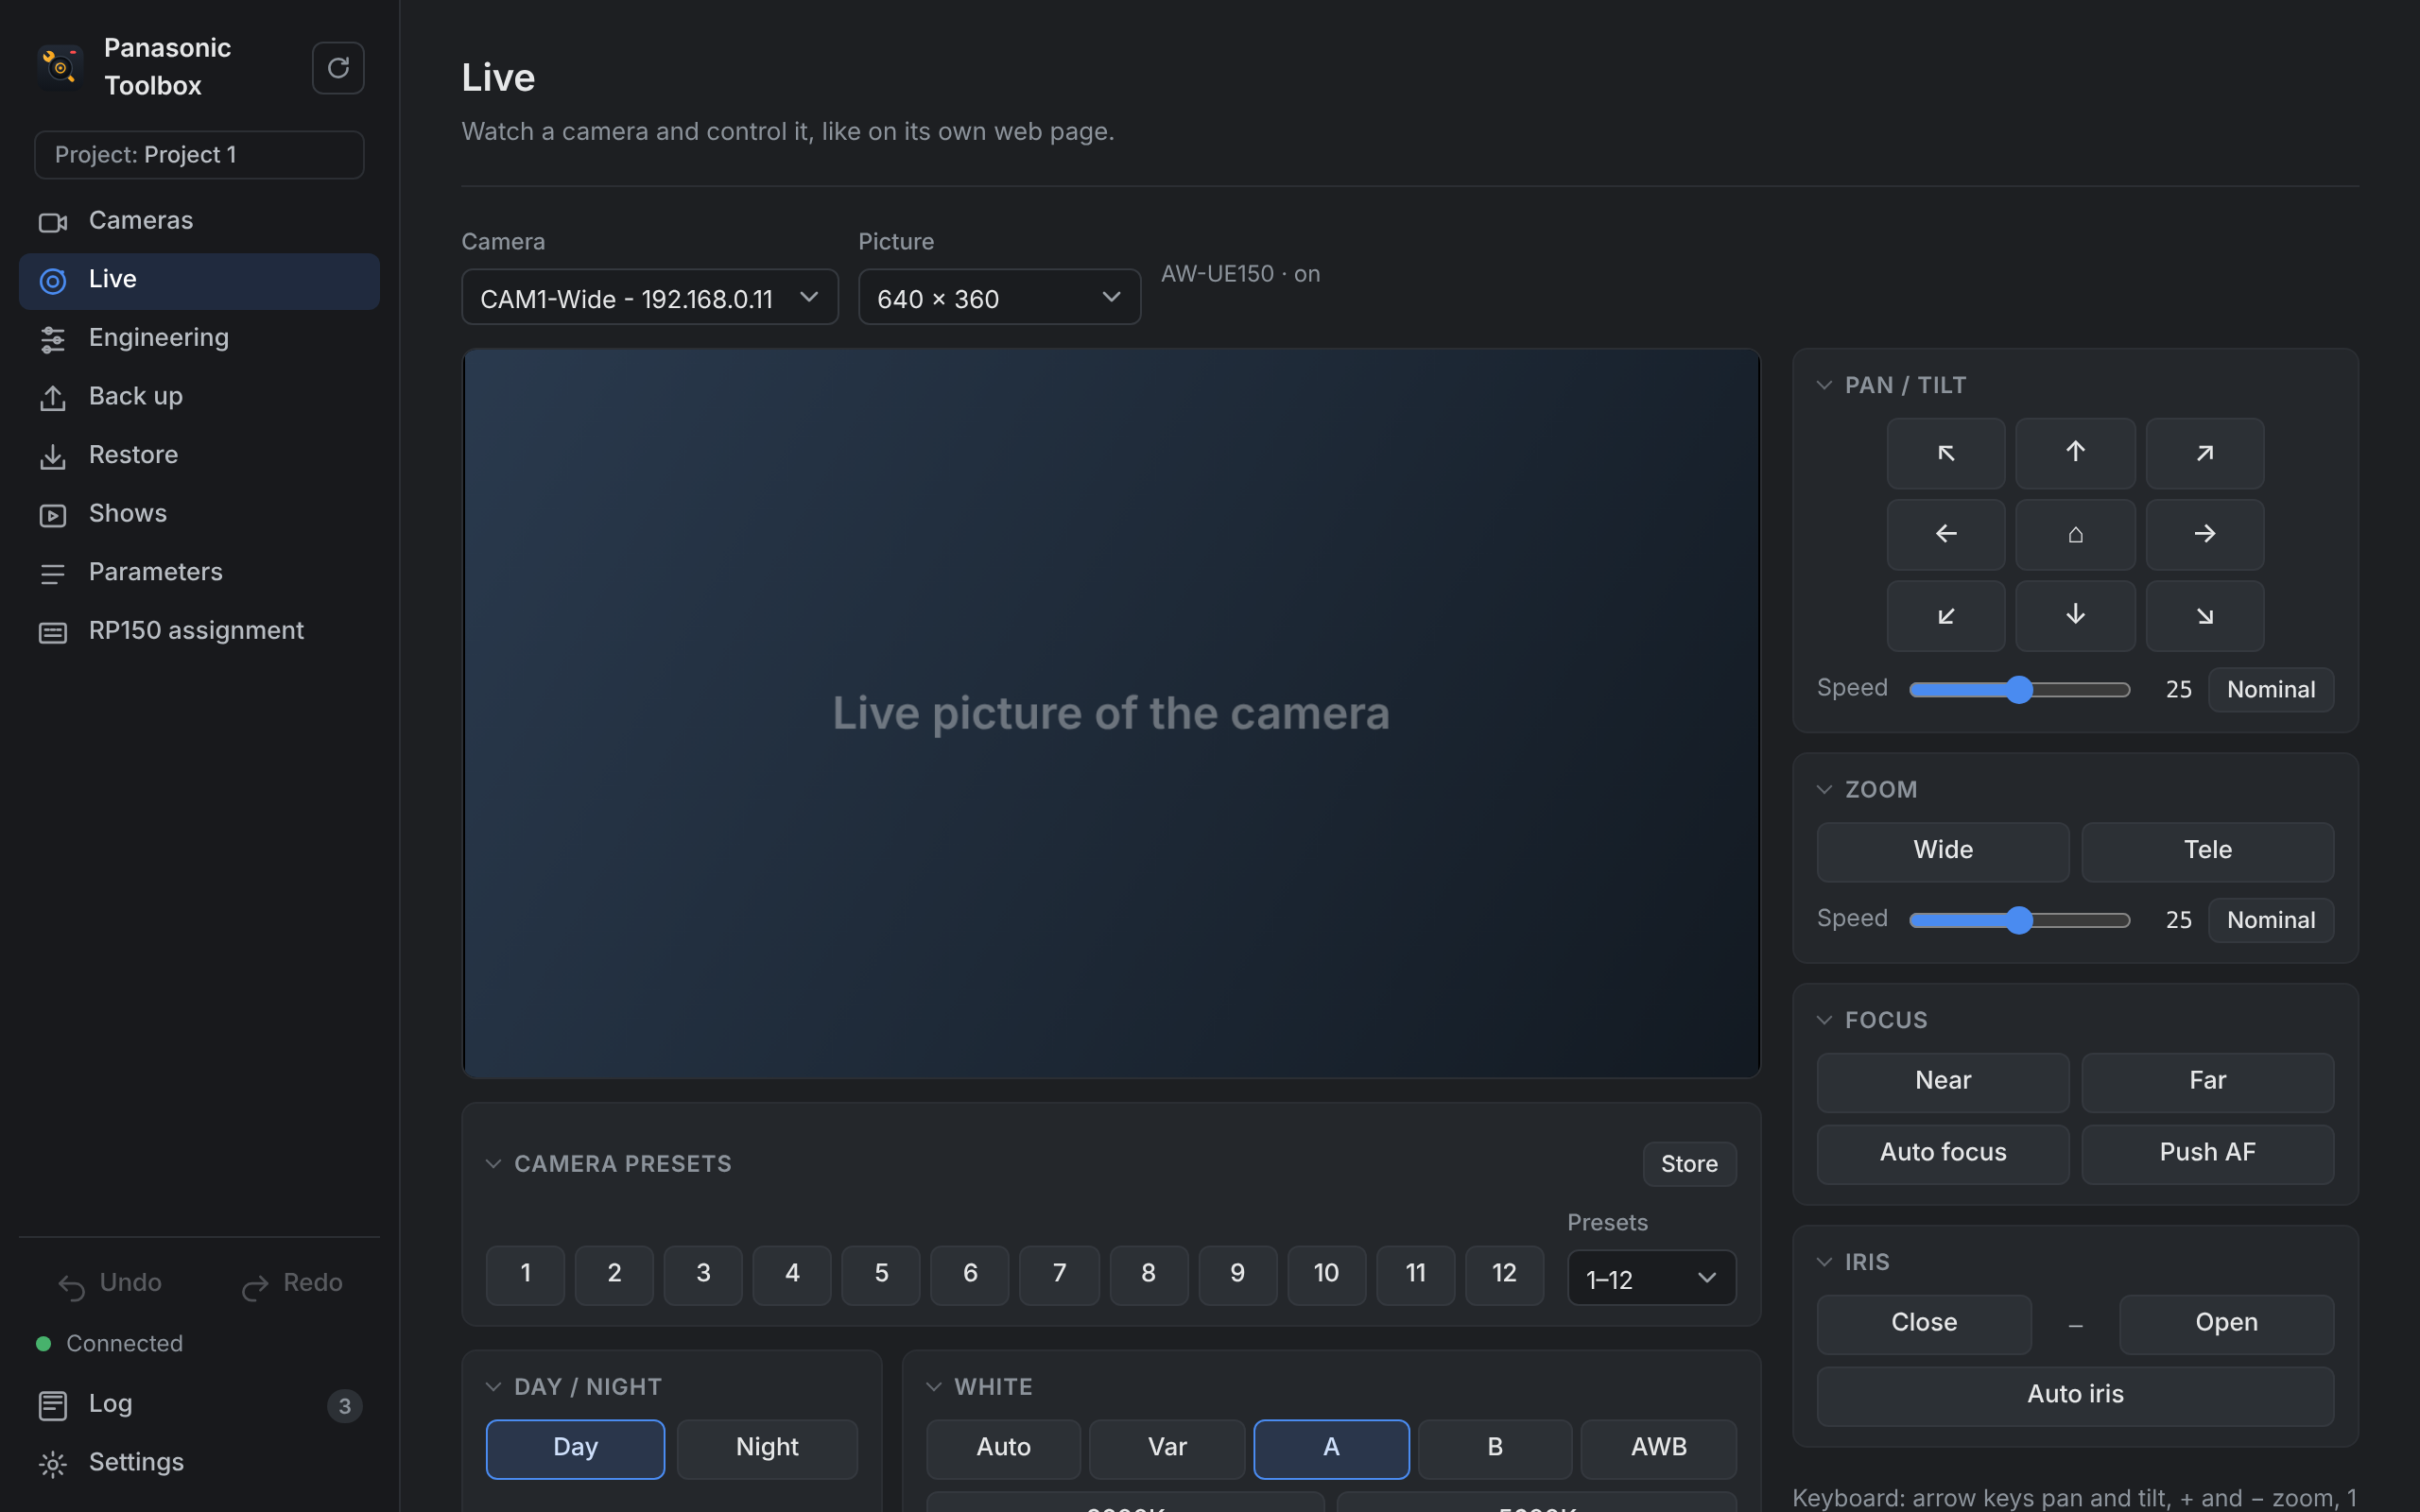 Panasonic
Toolbox
Project: Project 1
Cameras
Live
Engineering
Back up
Restore
Shows
Parameters
RP150 assignment
Undo
Redo
Connected
Log
3
Settings
Live
Watch a camera and control it, like on its own web page.
Camera
Picture
CAM1-Wide - 192.168.0.11
640 × 360
AW-UE150 · on
Live picture of the camera
CAMERA PRESETS
Store
Presets
1 2 3 4 5 6 7 8 9 10 11 12
1–12
DAY / NIGHT
Day
Night
WHITE
Auto
Var
A
B
AWB
PAN / TILT
↖ ↑ ↗
← ⌂ →
↙ ↓ ↘
Speed
25
Nominal
ZOOM
Wide
Tele
Speed
25
Nominal
FOCUS
Near
Far
Auto focus
Push AF
IRIS
Close
–
Open
Auto iris
Keyboard: arrow keys pan and tilt, + and − zoom, 1